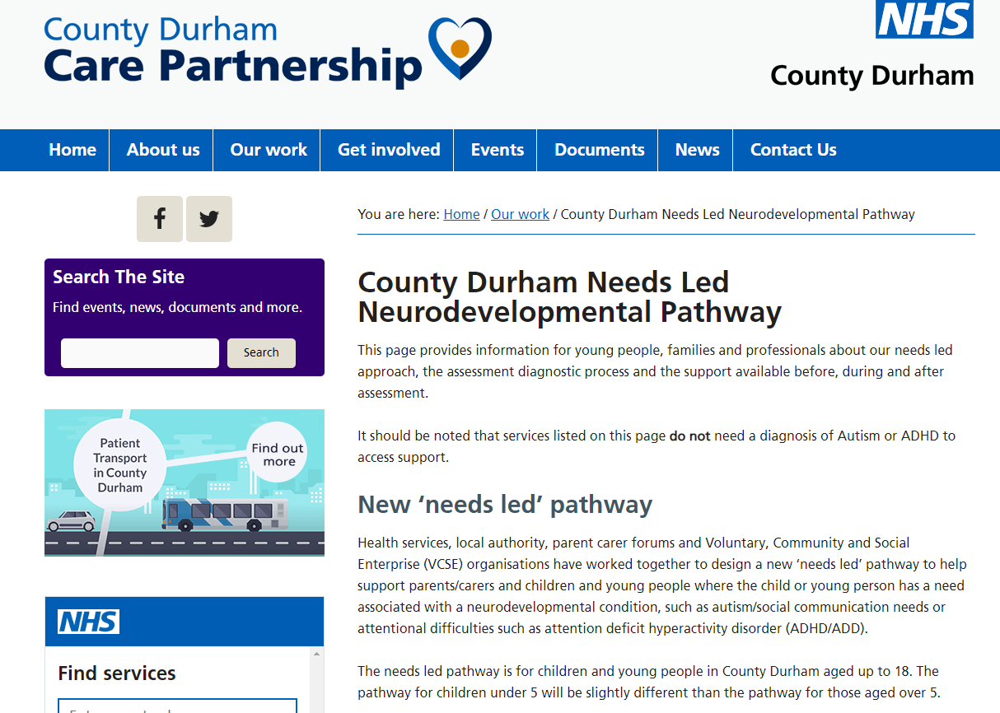 County Durham
Care Partnership
NHS
County Durham
Home
About us
Our work
Get involved
Events
Documents
News
Contact Us
Search The Site
Find events, news, documents and more.
Search
Patient
Transport
in County
Durham
Find out
more
NHS
Find services
You are here: Home / Our work / County Durham Needs Led Neurodevelopmental Pathway
County Durham Needs Led
Neurodevelopmental Pathway
This page provides information for young people, families and professionals about our needs led
approach, the assessment diagnostic process and the support available before, during and after
assessment.
It should be noted that services listed on this page do not need a diagnosis of Autism or ADHD to
access support.
New ‘needs led’ pathway
Health services, local authority, parent carer forums and Voluntary, Community and Social
Enterprise (VCSE) organisations have worked together to design a new ‘needs led’ pathway to help
support parents/carers and children and young people where the child or young person has a need
associated with a neurodevelopmental condition, such as autism/social communication needs or
attentional difficulties such as attention deficit hyperactivity disorder (ADHD/ADD).
The needs led pathway is for children and young people in County Durham aged up to 18. The
pathway for children under 5 will be slightly different than the pathway for those aged over 5.